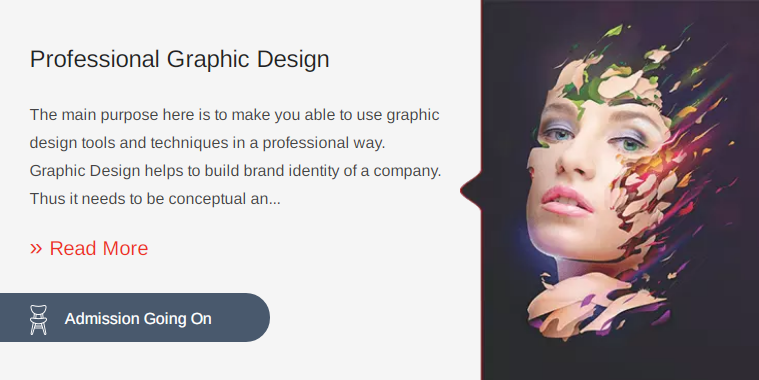 Professional Graphic Design
The main purpose here is to make you able to use graphic
design tools and techniques in a professional way.
Graphic Design helps to build brand identity of a company.
Thus it needs to be conceptual an...
» Read More
Admission Going On